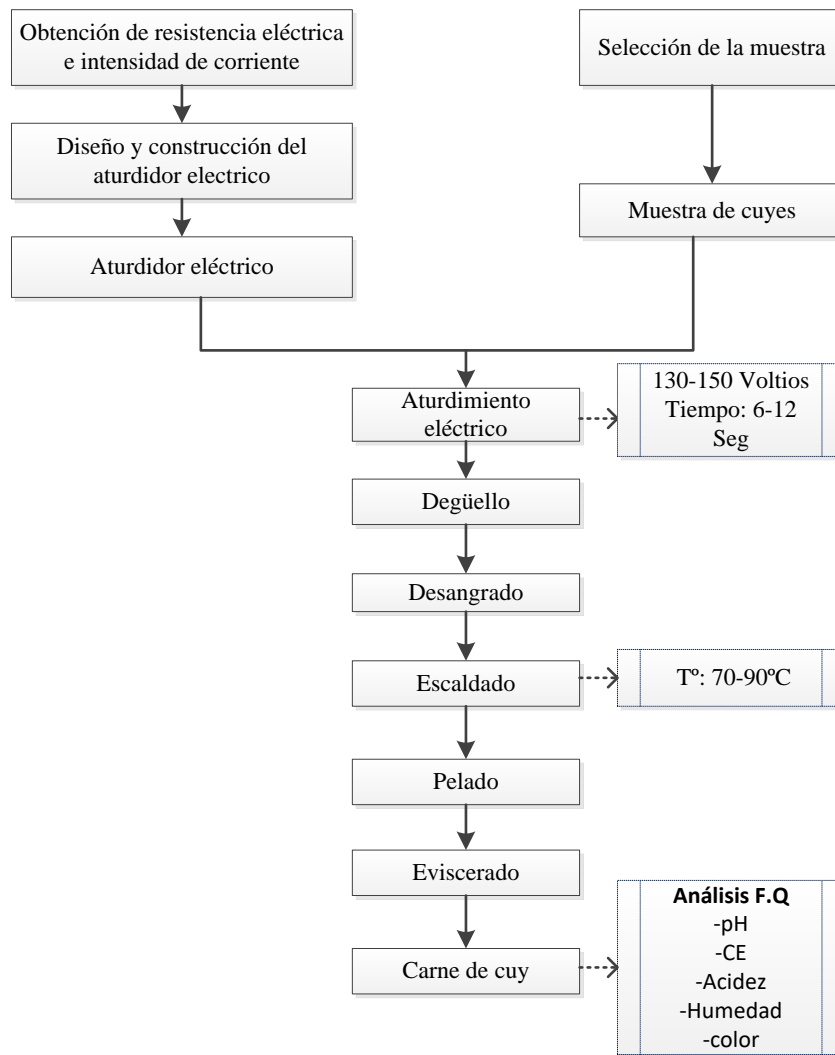 Obtención de resistencia eléctrica
e intensidad de corriente
Selección de la muestra
Diseño y construcción del
aturdidor electrico
Muestra de cuyes
Aturdidor eléctrico
Aturdimiento
eléctrico
130-150 Voltios
Tiempo: 6-12
Seg
Degüello
Desangrado
Escaldado
Tº: 70-90ºC
Pelado
Eviscerado
Carne de cuy
Análisis F.Q
-pH
-CE
-Acidez
-Humedad
-color